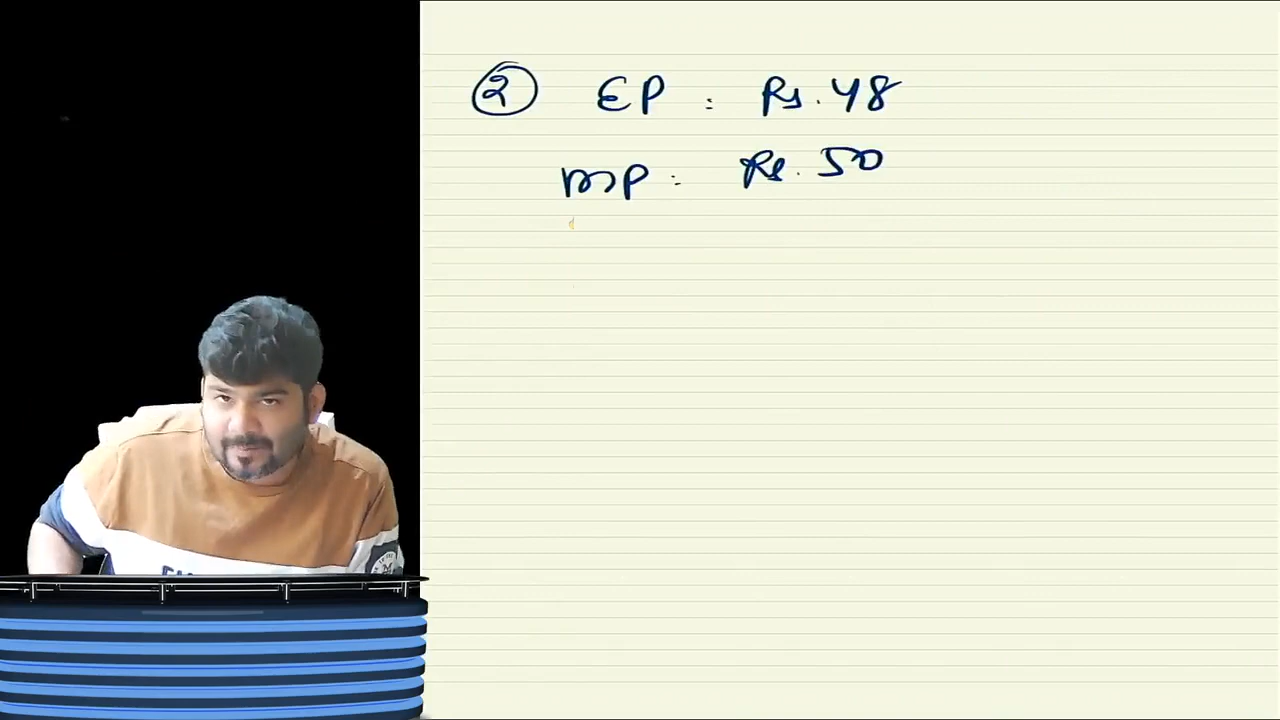 ② EP : Rs. 48
MP : Rs. 50